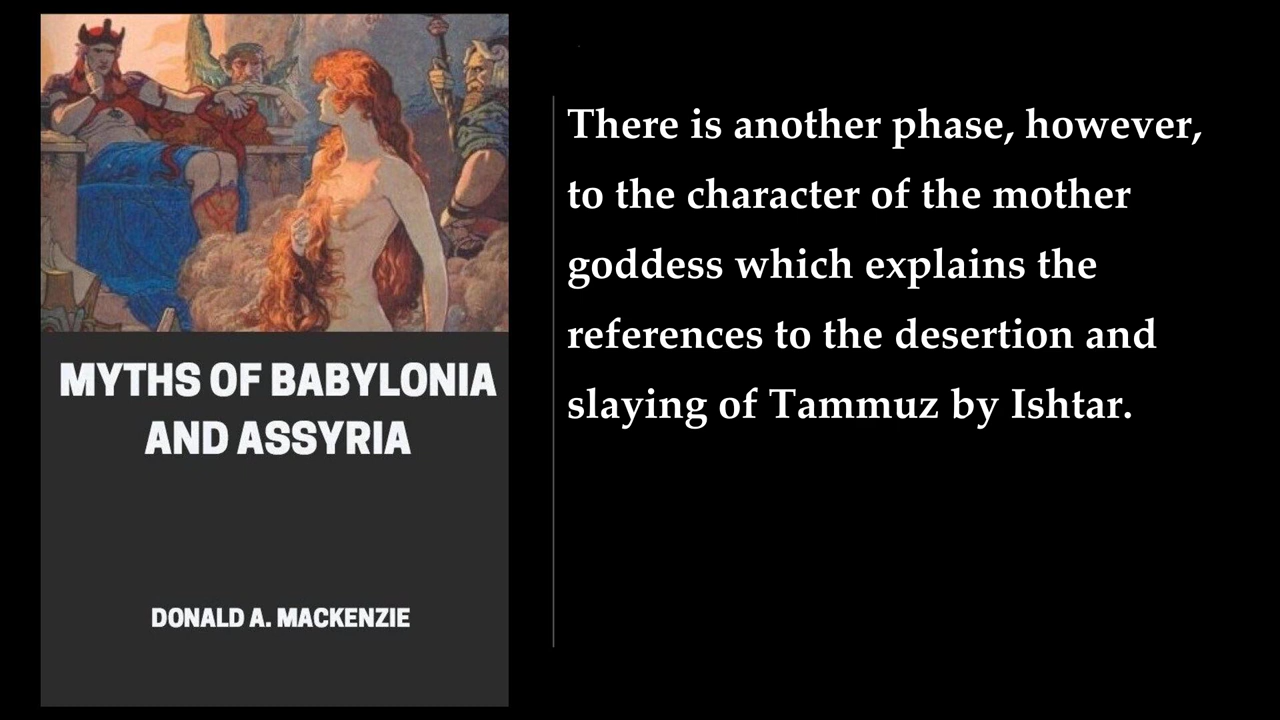 MYTHS OF BABYLONIA
AND ASSYRIA
DONALD A. MACKENZIE
There is another phase, however,
to the character of the mother
goddess which explains the
references to the desertion and
slaying of Tammuz by Ishtar.